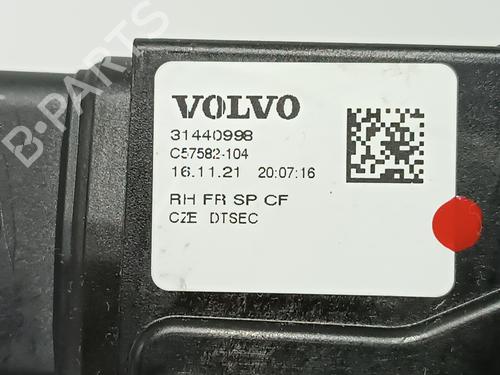 B-PARTS
VOLVO
31440998
C57582-104
16.11.21 20:07:16
RH FR SP CF
CZE DTSEC